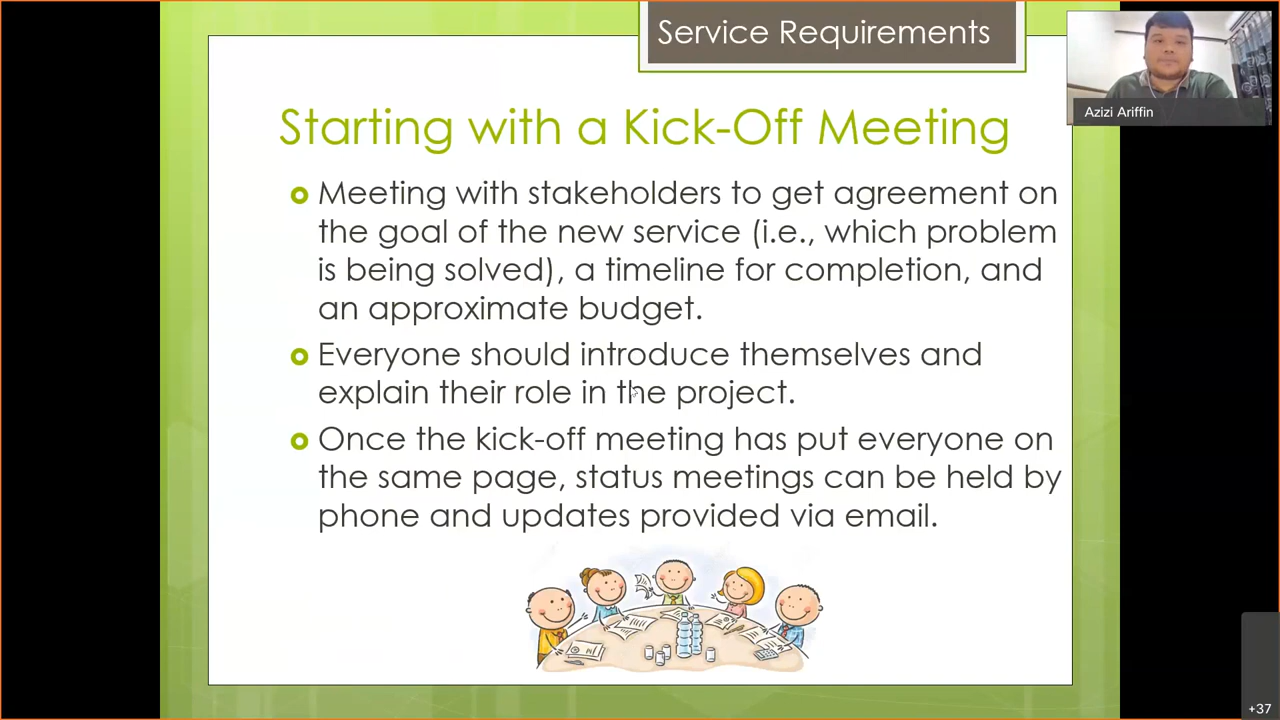 Service Requirements
Azizi Ariffin
Starting with a Kick-Off Meeting
Meeting with stakeholders to get agreement on
the goal of the new service (i.e., which problem
is being solved), a timeline for completion, and
an approximate budget.
Everyone should introduce themselves and
explain their role in the project.
Once the kick-off meeting has put everyone on
the same page, status meetings can be held by
phone and updates provided via email.
+37